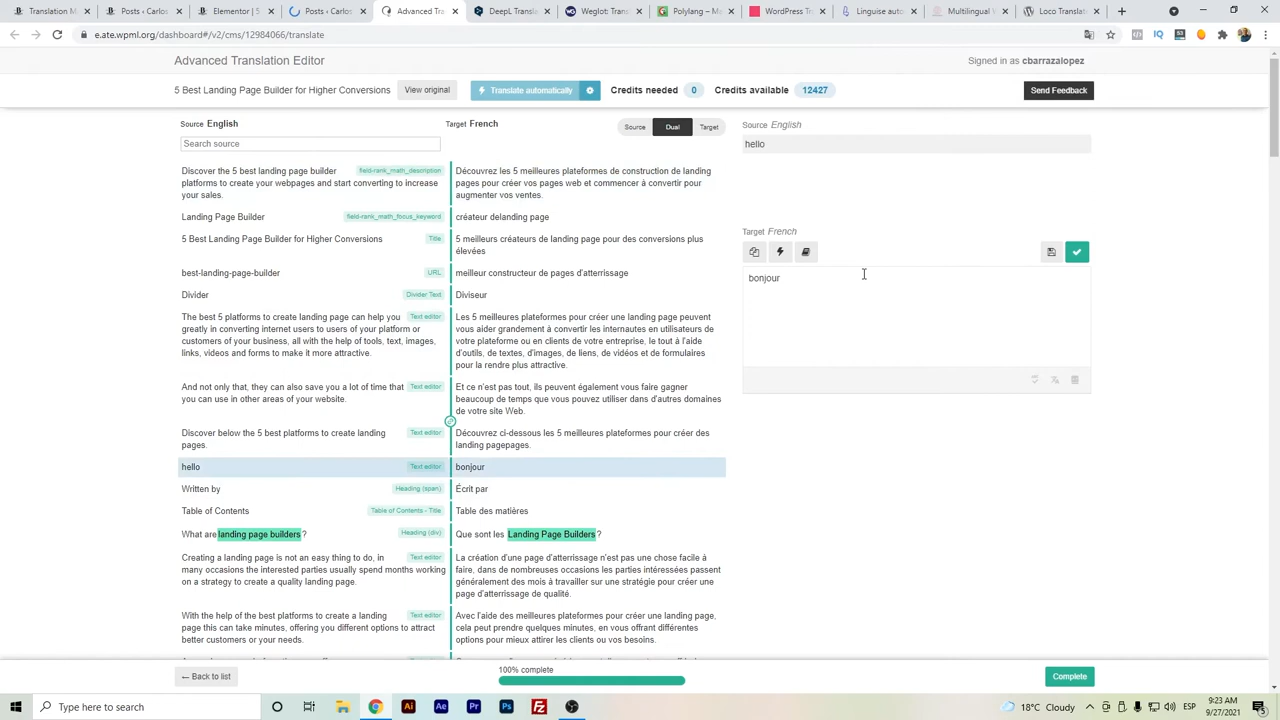 Translation M
Posts ‹ Carlos
Elementor | 5
Posts ‹ Carlos
Advanced Tra
DeepL Transl
Weglot: Trans
Polylang – Ma
WordPress Tr
Linguise auto
Multilingual
Loco Translat
e.ate.wpml.org/dashboard#/v2/cms/12984066/translate
Advanced Translation Editor
Signed in as cbarrazalopez
5 Best Landing Page Builder for Higher Conversions
View original
Translate automatically
Credits needed 0
Credits available 12427
Send Feedback
Source English
Target French
Source
Dual
Target
Search source
Discover the 5 best landing page builder
platforms to create your webpages and start converting to increase
your sales.
field-rank_math_description
Découvrez les 5 meilleures plateformes de construction de landing
pages pour créer vos pages web et commencer à convertir pour
augmenter vos ventes.
Landing Page Builder
field-rank_math_focus_keyword
créateur delanding page
5 Best Landing Page Builder for Higher Conversions
Title
5 meilleurs créateurs de landing page pour des conversions plus
élevées
best-landing-page-builder
URL
meilleur constructeur de pages d'atterrissage
Divider
Divider Text
Diviseur
The best 5 platforms to create landing page can help you
greatly in converting internet users to users of your platform or
customers of your business, all with the help of tools, text, images,
links, videos and forms to make it more attractive.
Text editor
Les 5 meilleures plateformes pour créer une landing page peuvent
vous aider grandement à convertir les internautes en utilisateurs de
votre plateforme ou en clients de votre entreprise, le tout à l'aide
d'outils, de textes, d'images, de liens, de vidéos et de formulaires
pour la rendre plus attractive.
And not only that, they can also save you a lot of time that
you can use in other areas of your website.
Text editor
Et ce n'est pas tout, ils peuvent également vous faire gagner
beaucoup de temps que vous pouvez utiliser dans d'autres domaines
de votre site Web.
Discover below the 5 best platforms to create landing
pages.
Text editor
Découvrez ci-dessous les 5 meilleures plateformes pour créer des
landing pagepages.
hello
Text editor
bonjour
Written by
Heading (span)
Écrit par
Table of Contents
Table of Contents - Title
Table des matières
What are landing page builders ?
Heading (div)
Que sont les Landing Page Builders ?
Creating a landing page is not an easy thing to do, in
many occasions the interested parties usually spend months working
on a strategy to create a quality landing page.
Text editor
La création d'une page d'atterrissage n'est pas une chose facile à
faire, dans de nombreuses occasions les parties intéressées passent
généralement des mois à travailler sur une stratégie pour créer une
page d'atterrissage de qualité.
With the help of the best platforms to create a landing
page this can take minutes, offering you different options to attract
better customers or your needs.
Text editor
Avec l'aide des meilleures plateformes pour créer une landing page,
cela peut prendre quelques minutes, en vous offrant différentes
options pour mieux attirer les clients ou vos besoins.
Source English
hello
Target French
bonjour
← Back to list
100% complete
Complete
Type here to search
18°C Cloudy
ESP
9:23 AM
9/27/2021